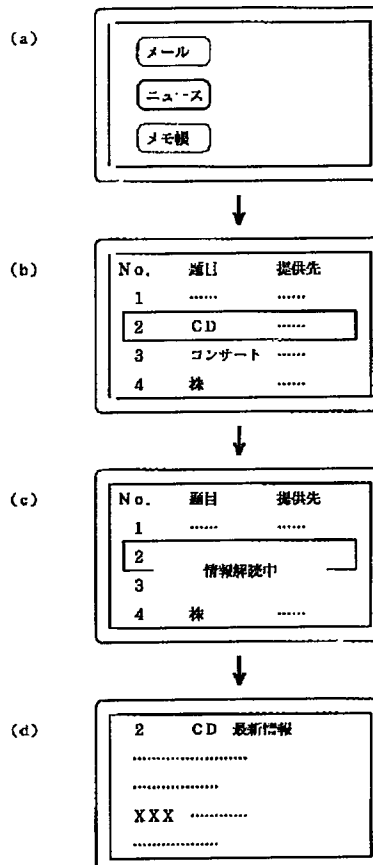 (a)
メール
ニュース
メモ帳
(b)
No. 題目 提供先
1 …… ……
2 CD ……
3 コンサート ……
4 株 ……
(c)
No. 題目 提供先
1 …… ……
2
情報解読中
3
4 株 ……
(d)
2 CD 最新情報
……………………
………………
XXX …………
………………